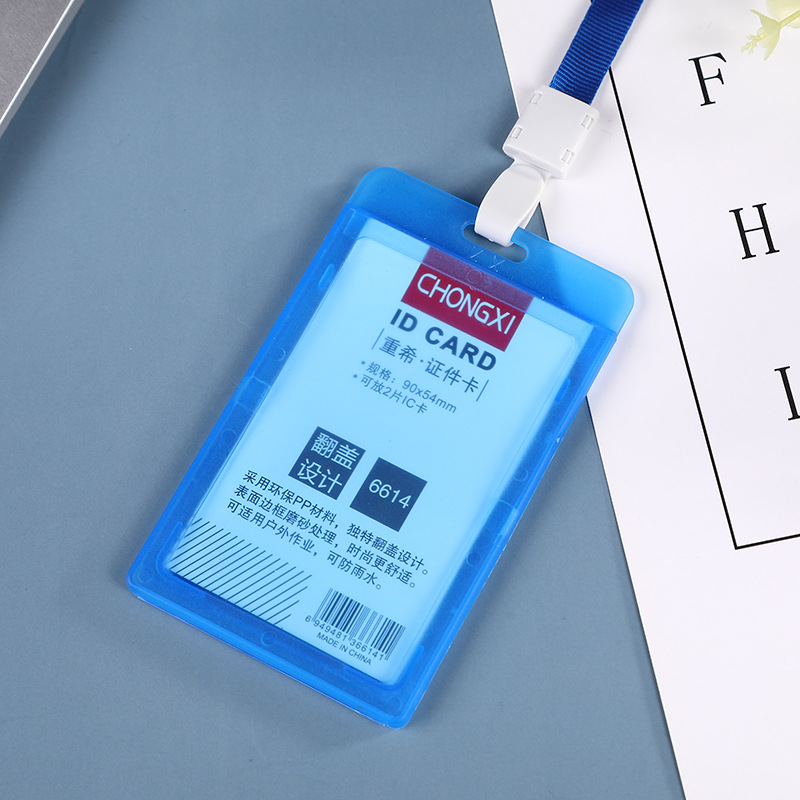 CHONGXI
ID CARD
重希·证件卡
* 规格：90x54mm
* 可放2片IC卡
翻盖
设计
6614
采用环保PP材料，独特翻盖设计。
表面边框磨砂处理，时尚更舒适。
可适用户外作业，可防雨水。
6 949481 366141
MADE IN CHINA
F
H
I